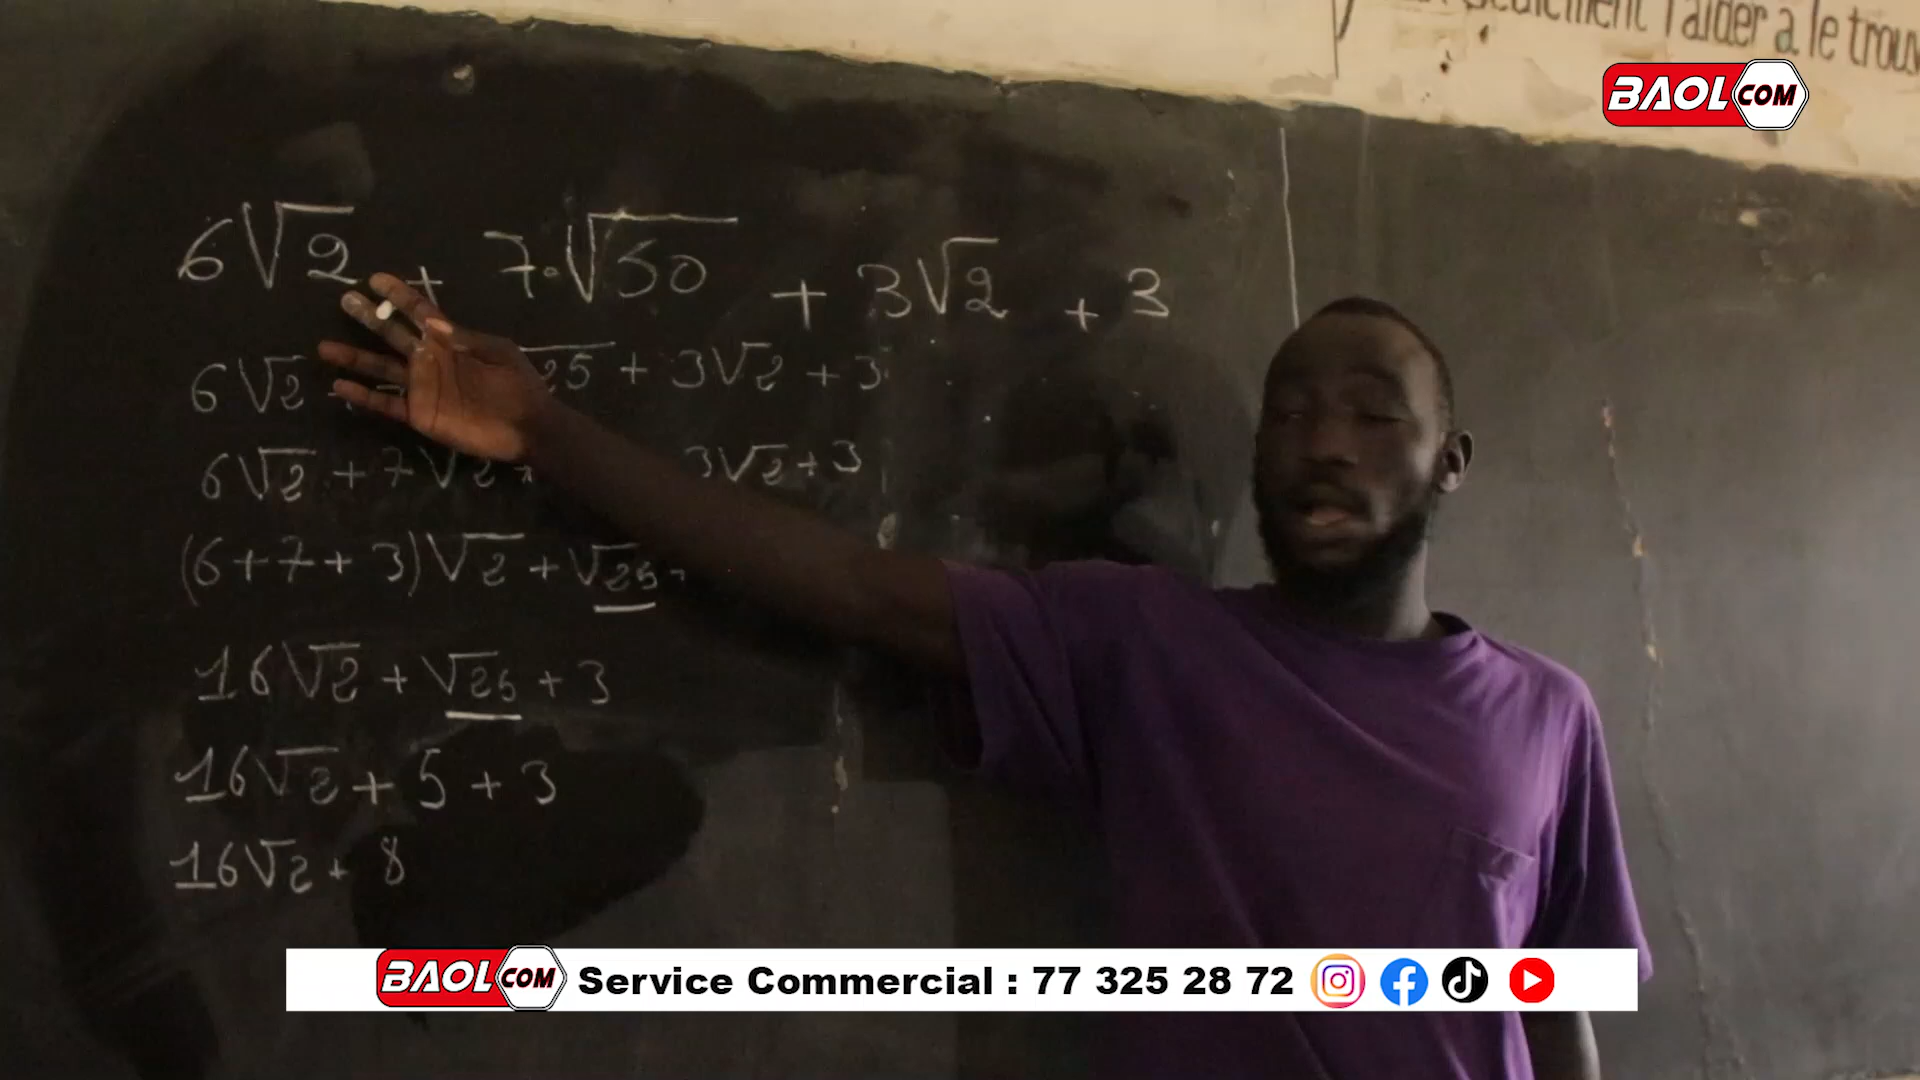 seulement l'aider à le trouv
BAOL COM
6√2 + 7·√50 + 3√2 + 3
6√2 + √25 + 3√2 + 3
6√2 + 7√2 + 3√2 + 3
(6+7+3)√2 + √25
16√2 + √25 + 3
16√2 + 5 + 3
16√2 + 8
BAOL COM Service Commercial : 77 325 28 72